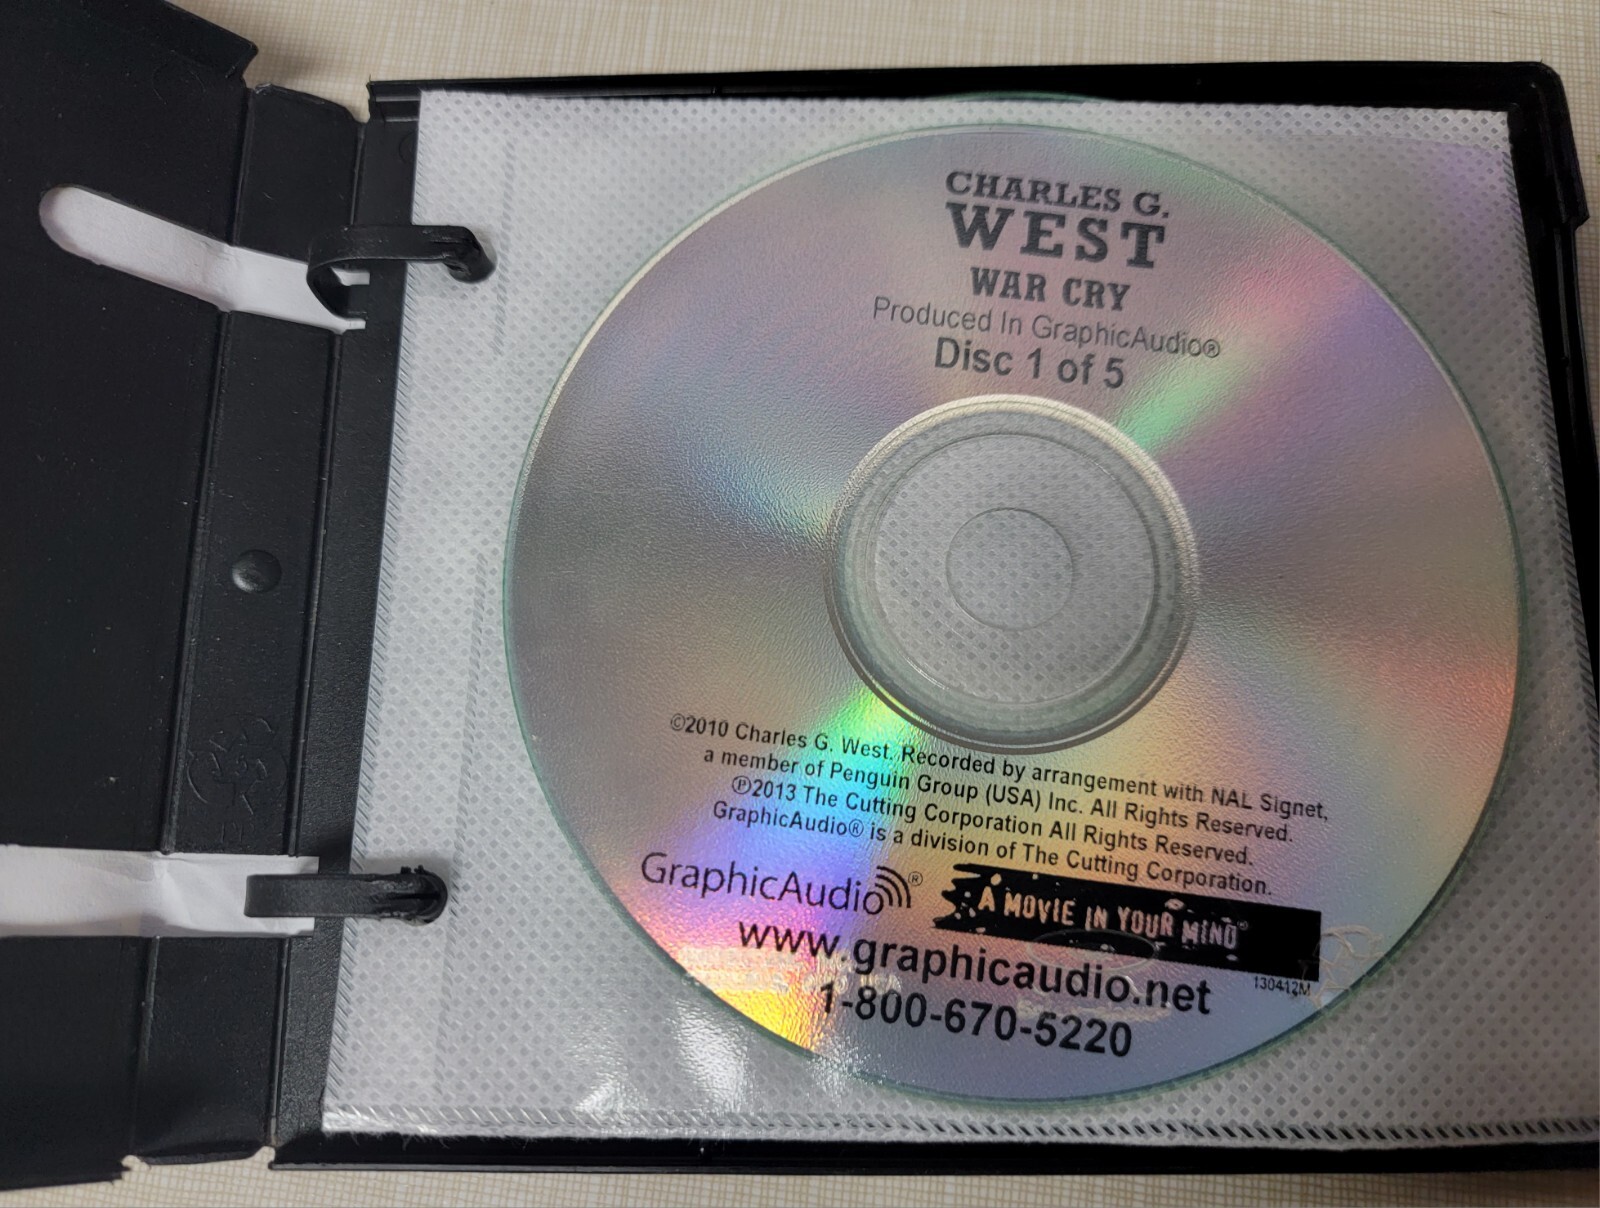 CHARLES G.
WEST
WAR CRY
Produced In GraphicAudio®
Disc 1 of 5
©2010 Charles G. West. Recorded by arrangement with NAL Signet,
a member of Penguin Group (USA) Inc. All Rights Reserved.
℗2013 The Cutting Corporation All Rights Reserved.
GraphicAudio® is a division of The Cutting Corporation.
GraphicAudio®
A MOVIE IN YOUR MIND®
www.graphicaudio.net
130412M
1-800-670-5220